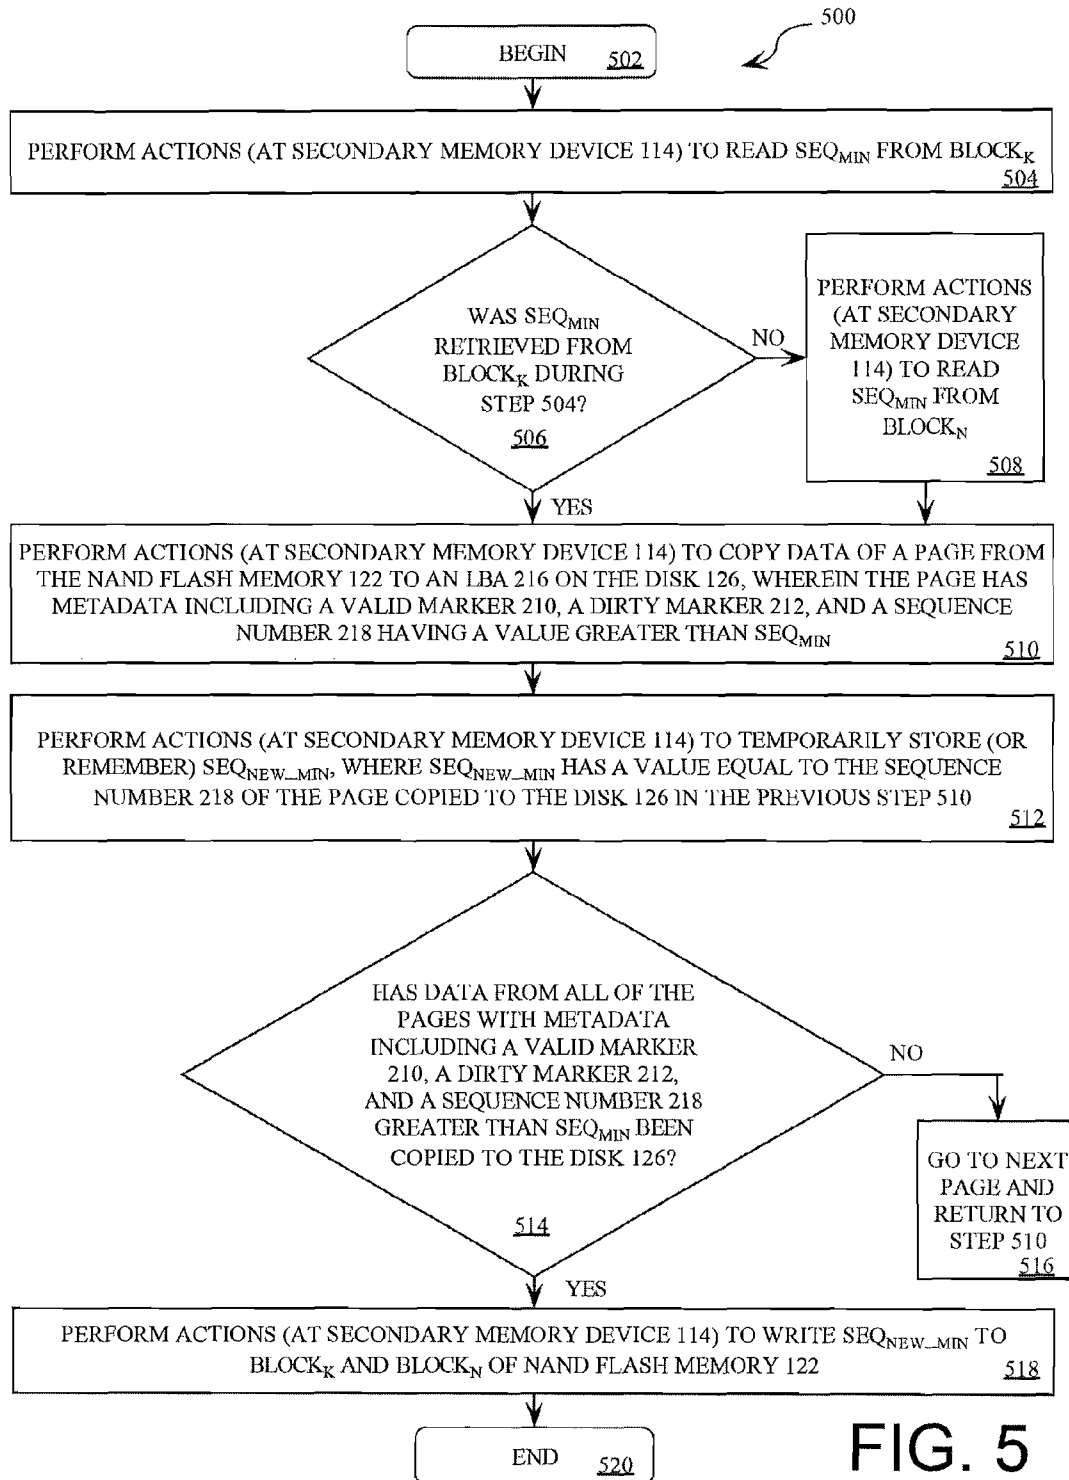 500
BEGIN 502
PERFORM ACTIONS (AT SECONDARY MEMORY DEVICE 114) TO READ SEQMIN FROM BLOCKK
504
WAS SEQMIN
RETRIEVED FROM
BLOCKK DURING
STEP 504?
506
NO
PERFORM ACTIONS
(AT SECONDARY
MEMORY DEVICE
114) TO READ
SEQMIN FROM
BLOCKN
508
YES
PERFORM ACTIONS (AT SECONDARY MEMORY DEVICE 114) TO COPY DATA OF A PAGE FROM
THE NAND FLASH MEMORY 122 TO AN LBA 216 ON THE DISK 126, WHEREIN THE PAGE HAS
METADATA INCLUDING A VALID MARKER 210, A DIRTY MARKER 212, AND A SEQUENCE
NUMBER 218 HAVING A VALUE GREATER THAN SEQMIN
510
PERFORM ACTIONS (AT SECONDARY MEMORY DEVICE 114) TO TEMPORARILY STORE (OR
REMEMBER) SEQNEW_MIN, WHERE SEQNEW_MIN HAS A VALUE EQUAL TO THE SEQUENCE
NUMBER 218 OF THE PAGE COPIED TO THE DISK 126 IN THE PREVIOUS STEP 510
512
HAS DATA FROM ALL OF THE
PAGES WITH METADATA
INCLUDING A VALID MARKER
210, A DIRTY MARKER 212,
AND A SEQUENCE NUMBER 218
GREATER THAN SEQMIN BEEN
COPIED TO THE DISK 126?
514
NO
GO TO NEXT
PAGE AND
RETURN TO
STEP 510
516
YES
PERFORM ACTIONS (AT SECONDARY MEMORY DEVICE 114) TO WRITE SEQNEW_MIN TO
BLOCKK AND BLOCKN OF NAND FLASH MEMORY 122
518
END 520
FIG. 5